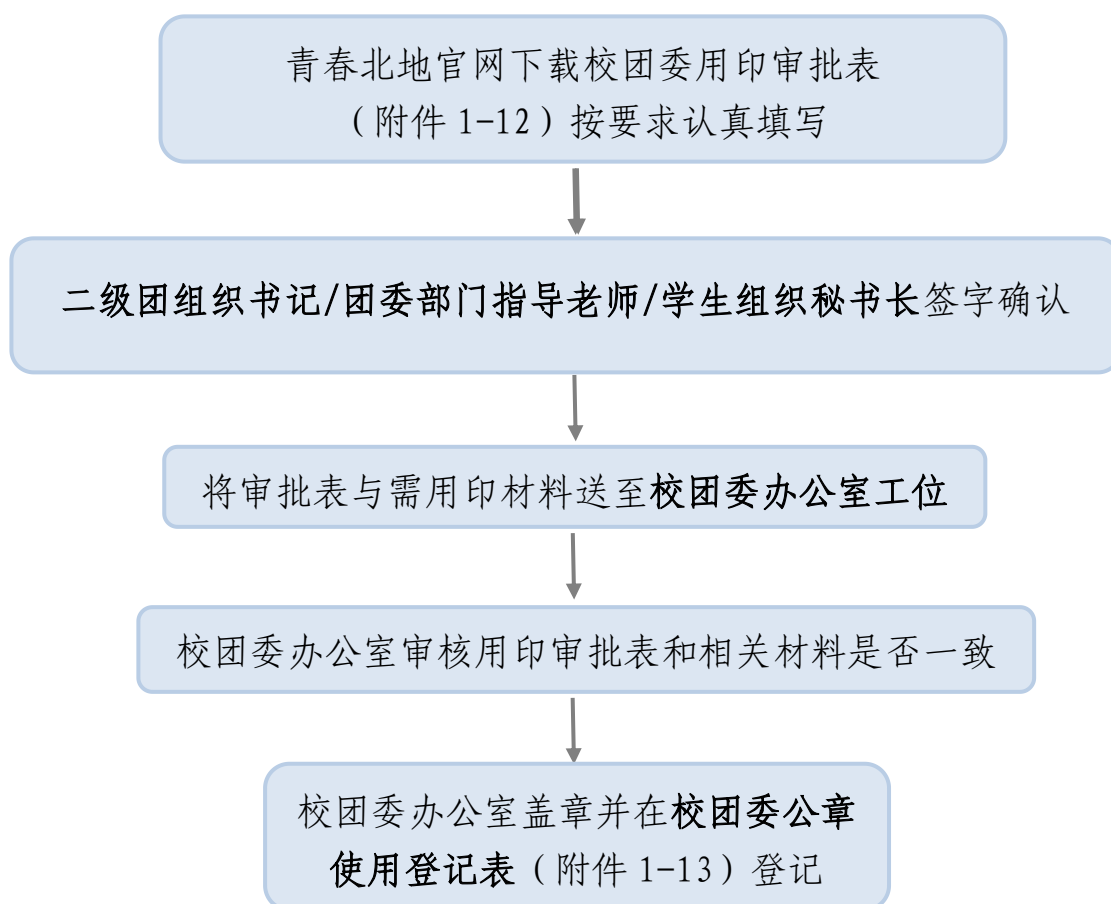 青春北地官网下载校团委用印审批表
（附件 1-12）按要求认真填写
二级团组织书记/团委部门指导老师/学生组织秘书长签字确认
将审批表与需用印材料送至校团委办公室工位
校团委办公室审核用印审批表和相关材料是否一致
校团委办公室盖章并在校团委公章
使用登记表（附件 1-13）登记